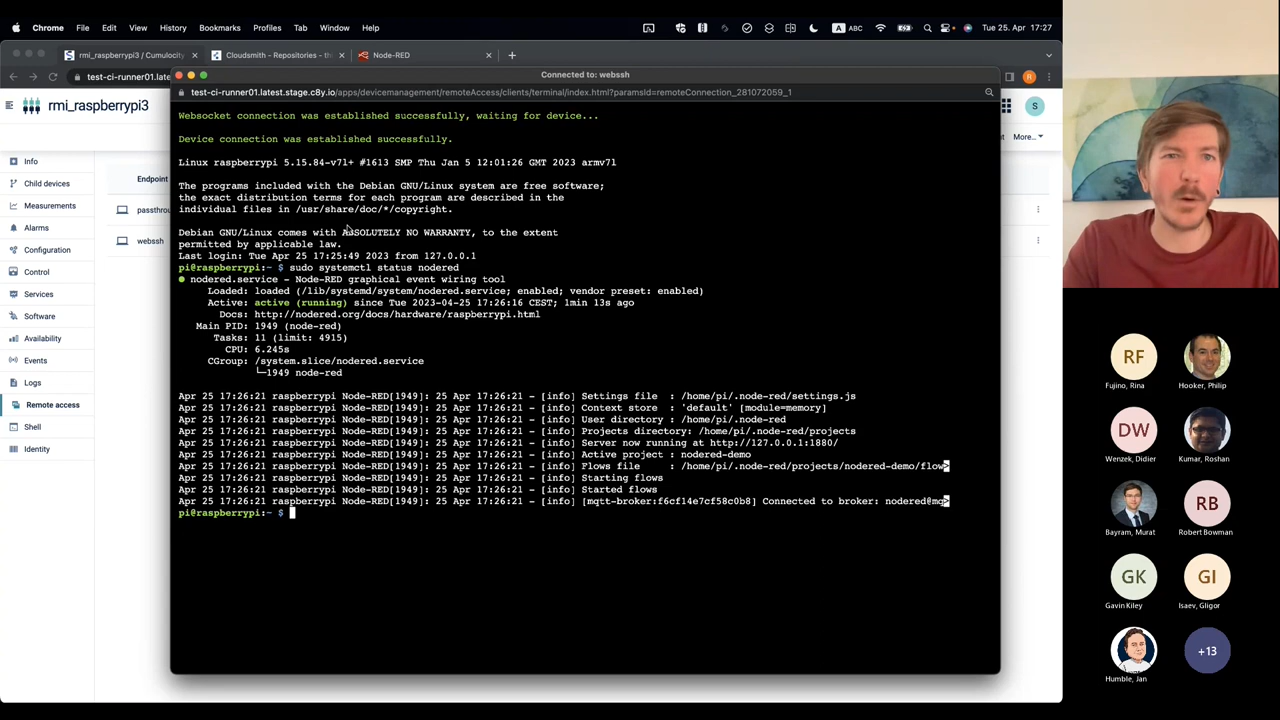 Chrome File Edit View History Bookmarks Profiles Tab Window Help
A ABC Tue 25. Apr 17:27
rmi_raspberrypi3 / Cumulocity
Cloudsmith - Repositories - the
Node-RED
test-ci-runner01.late
R
Connected to: webssh
test-ci-runner01.latest.stage.c8y.io/apps/devicemanagement/remoteAccess/clients/terminal/index.html?paramsId=remoteConnection_281072059_1
rmi_raspberrypi3
S
More...
Info
Child devices
Measurements
Alarms
Configuration
Control
Services
Software
Availability
Events
Logs
Remote access
Shell
Identity
Endpoint
passthrou
webssh
Websocket connection was established successfully, waiting for device...
Device connection was established successfully.
Linux raspberrypi 5.15.84-v7l+ #1613 SMP Thu Jan 5 12:01:26 GMT 2023 armv7l
The programs included with the Debian GNU/Linux system are free software;
the exact distribution terms for each program are described in the
individual files in /usr/share/doc/*/copyright.
Debian GNU/Linux comes with ABSOLUTELY NO WARRANTY, to the extent
permitted by applicable law.
Last login: Tue Apr 25 17:25:49 2023 from 127.0.0.1
pi@raspberrypi:~ $ sudo systemctl status nodered
● nodered.service - Node-RED graphical event wiring tool
Loaded: loaded (/lib/systemd/system/nodered.service; enabled; vendor preset: enabled)
Active: active (running) since Tue 2023-04-25 17:26:16 CEST; 1min 13s ago
Docs: http://nodered.org/docs/hardware/raspberrypi.html
Main PID: 1949 (node-red)
Tasks: 11 (limit: 4915)
CPU: 6.245s
CGroup: /system.slice/nodered.service
└─1949 node-red
Apr 25 17:26:21 raspberrypi Node-RED[1949]: 25 Apr 17:26:21 - [info] Settings file : /home/pi/.node-red/settings.js
Apr 25 17:26:21 raspberrypi Node-RED[1949]: 25 Apr 17:26:21 - [info] Context store : 'default' [module=memory]
Apr 25 17:26:21 raspberrypi Node-RED[1949]: 25 Apr 17:26:21 - [info] User directory : /home/pi/.node-red
Apr 25 17:26:21 raspberrypi Node-RED[1949]: 25 Apr 17:26:21 - [info] Projects directory: /home/pi/.node-red/projects
Apr 25 17:26:21 raspberrypi Node-RED[1949]: 25 Apr 17:26:21 - [info] Server now running at http://127.0.0.1:1880/
Apr 25 17:26:21 raspberrypi Node-RED[1949]: 25 Apr 17:26:21 - [info] Active project : nodered-demo
Apr 25 17:26:21 raspberrypi Node-RED[1949]: 25 Apr 17:26:21 - [info] Flows file : /home/pi/.node-red/projects/nodered-demo/flow>
Apr 25 17:26:21 raspberrypi Node-RED[1949]: 25 Apr 17:26:21 - [info] Starting flows
Apr 25 17:26:21 raspberrypi Node-RED[1949]: 25 Apr 17:26:21 - [info] Started flows
Apr 25 17:26:21 raspberrypi Node-RED[1949]: 25 Apr 17:26:21 - [info] [mqtt-broker:f6cf14e7cf58c0b8] Connected to broker: nodered@mq>
pi@raspberrypi:~ $
RF
Fujino, Rina
Hooker, Philip
DW
Wenzek, Didier
Kumar, Roshan
Bayram, Murat
RB
Robert Bowman
GK
Gavin Kiley
GI
Isaev, Gligor
Humble, Jan
+13